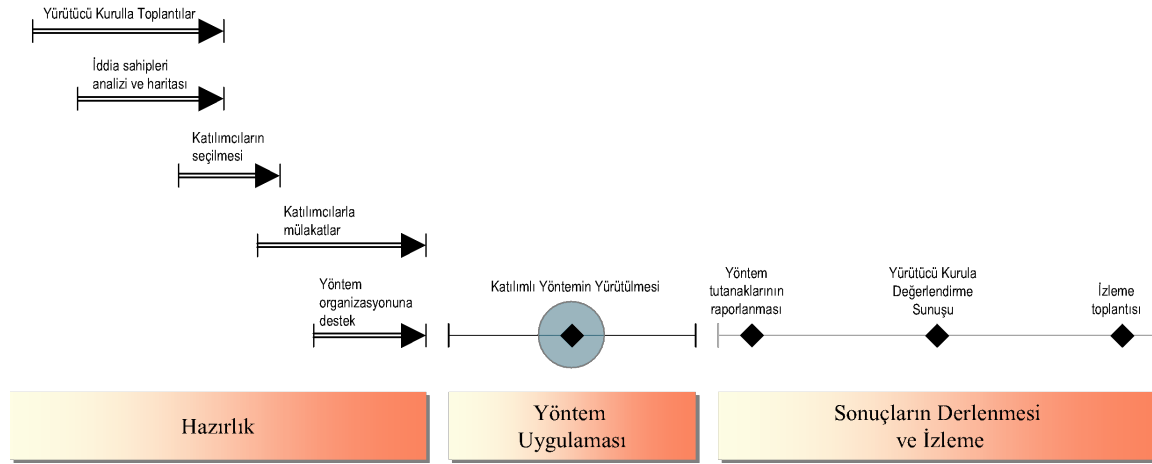 Yürütücü Kurulla Toplantılar
İddia sahipleri
analizi ve haritası
Katılımcıların
seçilmesi
Katılımcılarla
mülakatlar
Yöntem
organizasyonuna
destek
Katılımlı Yöntemin Yürütülmesi
Yöntem
tutanaklarının
raporlanması
Yürütücü Kurula
Değerlendirme
Sunuşu
İzleme
toplantısı
Hazırlık
Yöntem
Uygulaması
Sonuçların Derlenmesi
ve İzleme